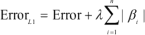 Error_{L1} = Error + λ∑_{i=1}^{n} | β_i |